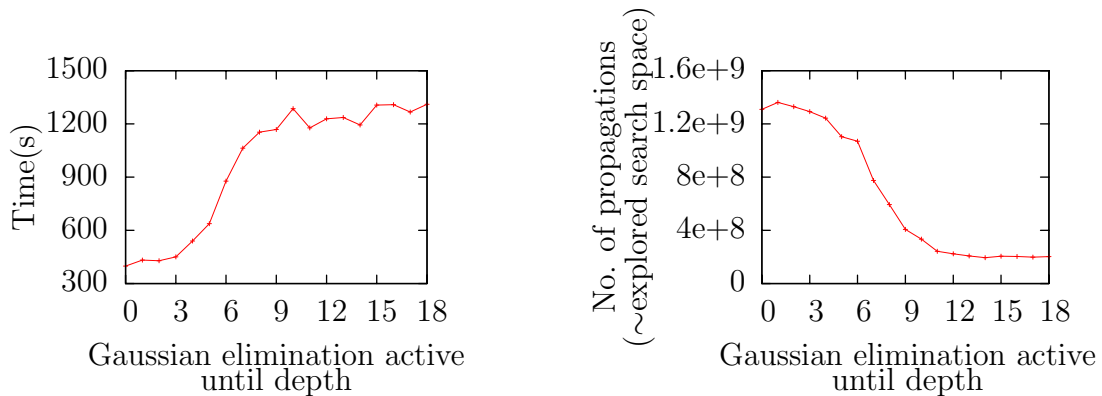 1500
1200
900
600
300
Time(s)
0 3 6 9 12 15 18
Gaussian elimination active
until depth
1.6e+9
1.2e+9
8e+8
4e+8
0
No. of propagations
(~explored search space)
0 3 6 9 12 15 18
Gaussian elimination active
until depth